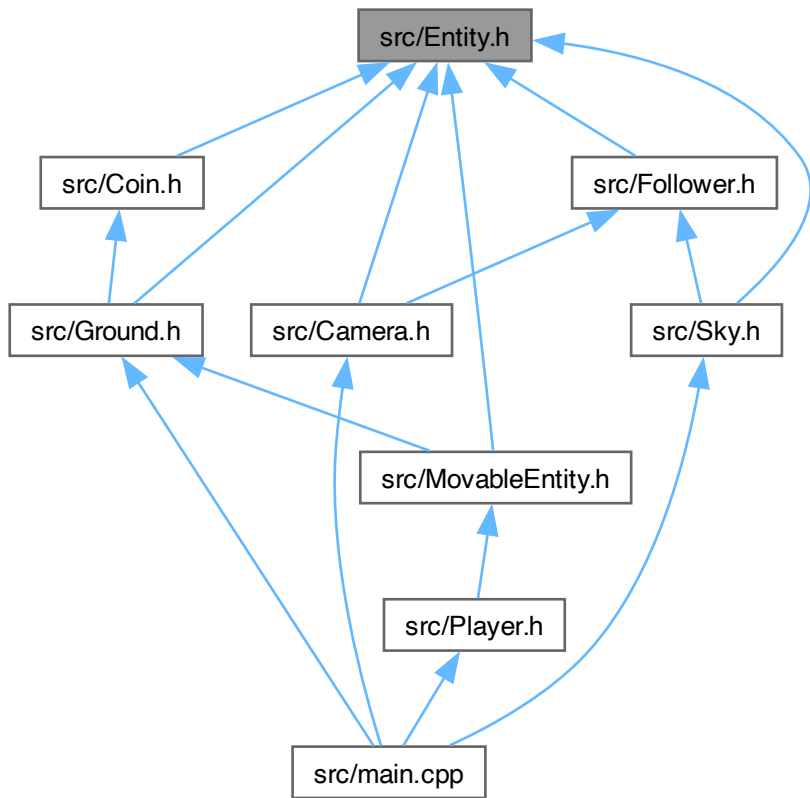 src/Entity.h
src/Coin.h
src/Follower.h
src/Ground.h
src/Camera.h
src/Sky.h
src/MovableEntity.h
src/Player.h
src/main.cpp